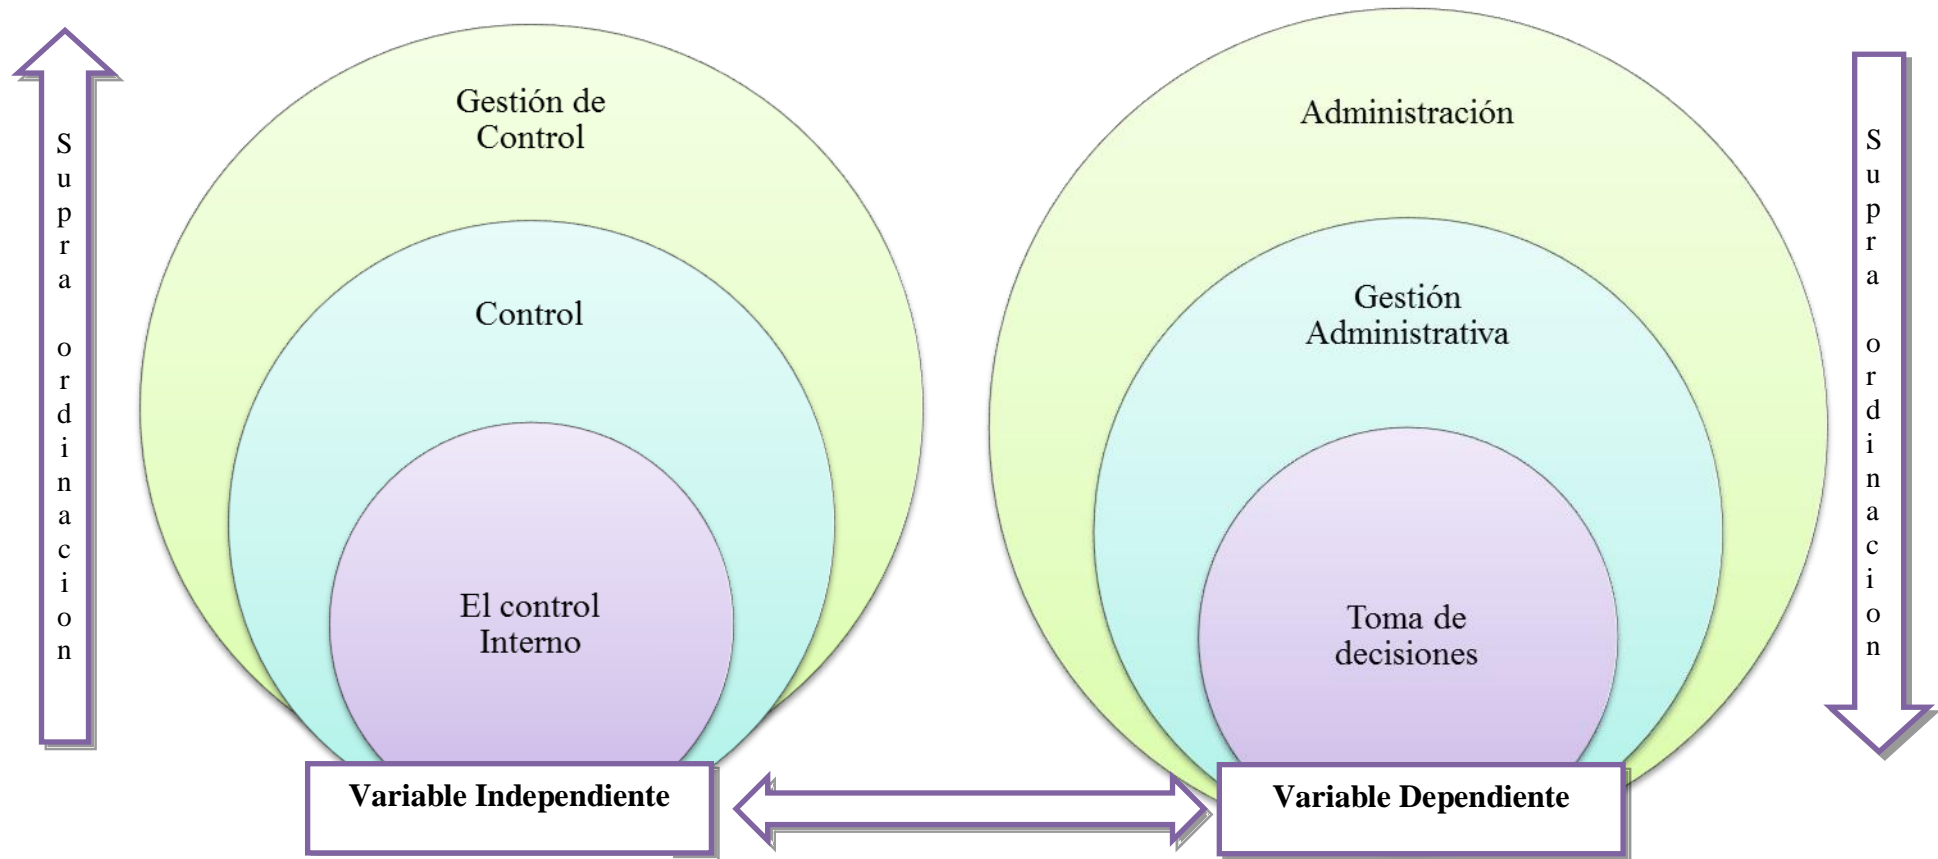 Supra ordinacion
Gestión de
Control
Control
El control
Interno
Variable Independiente
Administración
Gestión
Administrativa
Toma de
decisiones
Variable Dependiente
Supra ordinacion